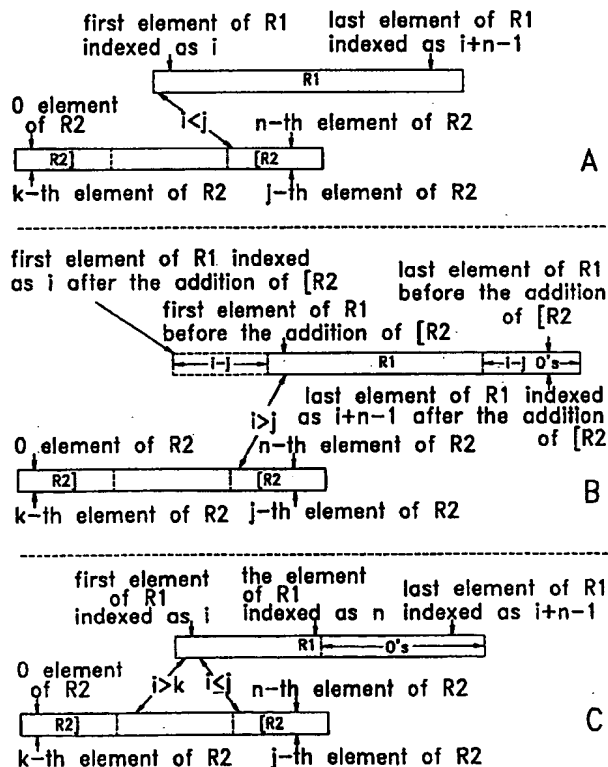 first element of R1
indexed as i
last element of R1
indexed as i+n-1
R1
0 element
of R2
i<j
n-th element of R2
R2]
[R2
k-th element of R2
j-th element of R2
A
first element of R1 indexed
as i after the addition of [R2
last element of R1
before the addition
of [R2
first element of R1
before the addition of [R2
i-j
R1
i-j 0's
last element of R1 indexed
as i+n-1 after the addition
of [R2
i>j
0 element of R2
n-th element of R2
R2]
[R2
k-th element of R2
j-th element of R2
B
first element
of R1
indexed as i
the element
of R1
indexed as n
last element of R1
indexed as i+n-1
R1
0's
0 element
of R2
i>k
i≤j
n-th element of R2
R2]
[R2
k-th element of R2
j-th element of R2
C